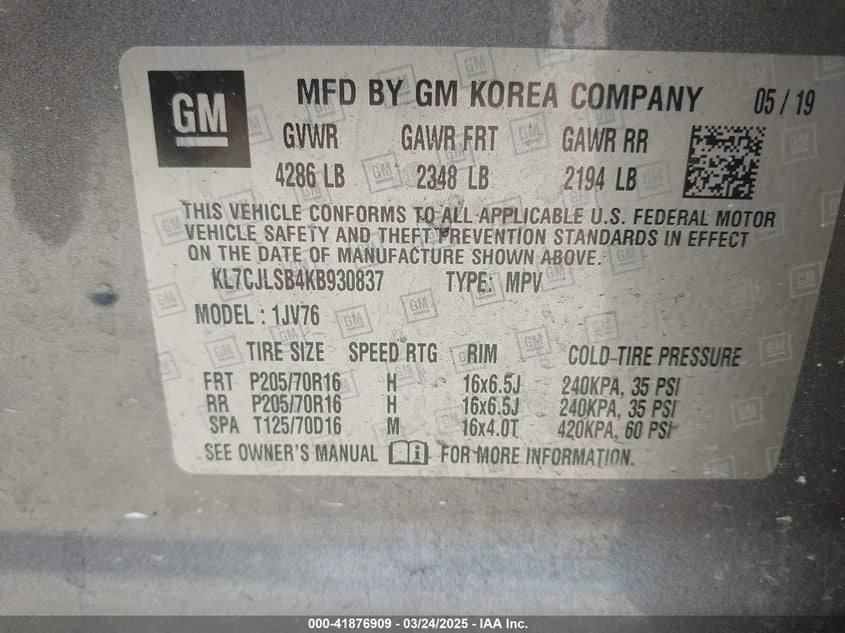 GM MFD BY GM KOREA COMPANY 05 / 19
GVWR GAWR FRT GAWR RR
4286 LB 2348 LB 2194 LB
THIS VEHICLE CONFORMS TO ALL APPLICABLE U.S. FEDERAL MOTOR
VEHICLE SAFETY AND THEFT PREVENTION STANDARDS IN EFFECT
ON THE DATE OF MANUFACTURE SHOWN ABOVE.
KL7CJLSB4KB930837 TYPE: MPV
MODEL : 1JV76
TIRE SIZE SPEED RTG RIM COLD TIRE PRESSURE
FRT P205/70R16 H 16x6.5J 240KPA, 35 PSI
RR P205/70R16 H 16x6.5J 240KPA, 35 PSI
SPA T125/70D16 M 16x4.0T 420KPA, 60 PSI
SEE OWNER'S MANUAL FOR MORE INFORMATION.
000-41876909 - 03/24/2025 - IAA Inc.